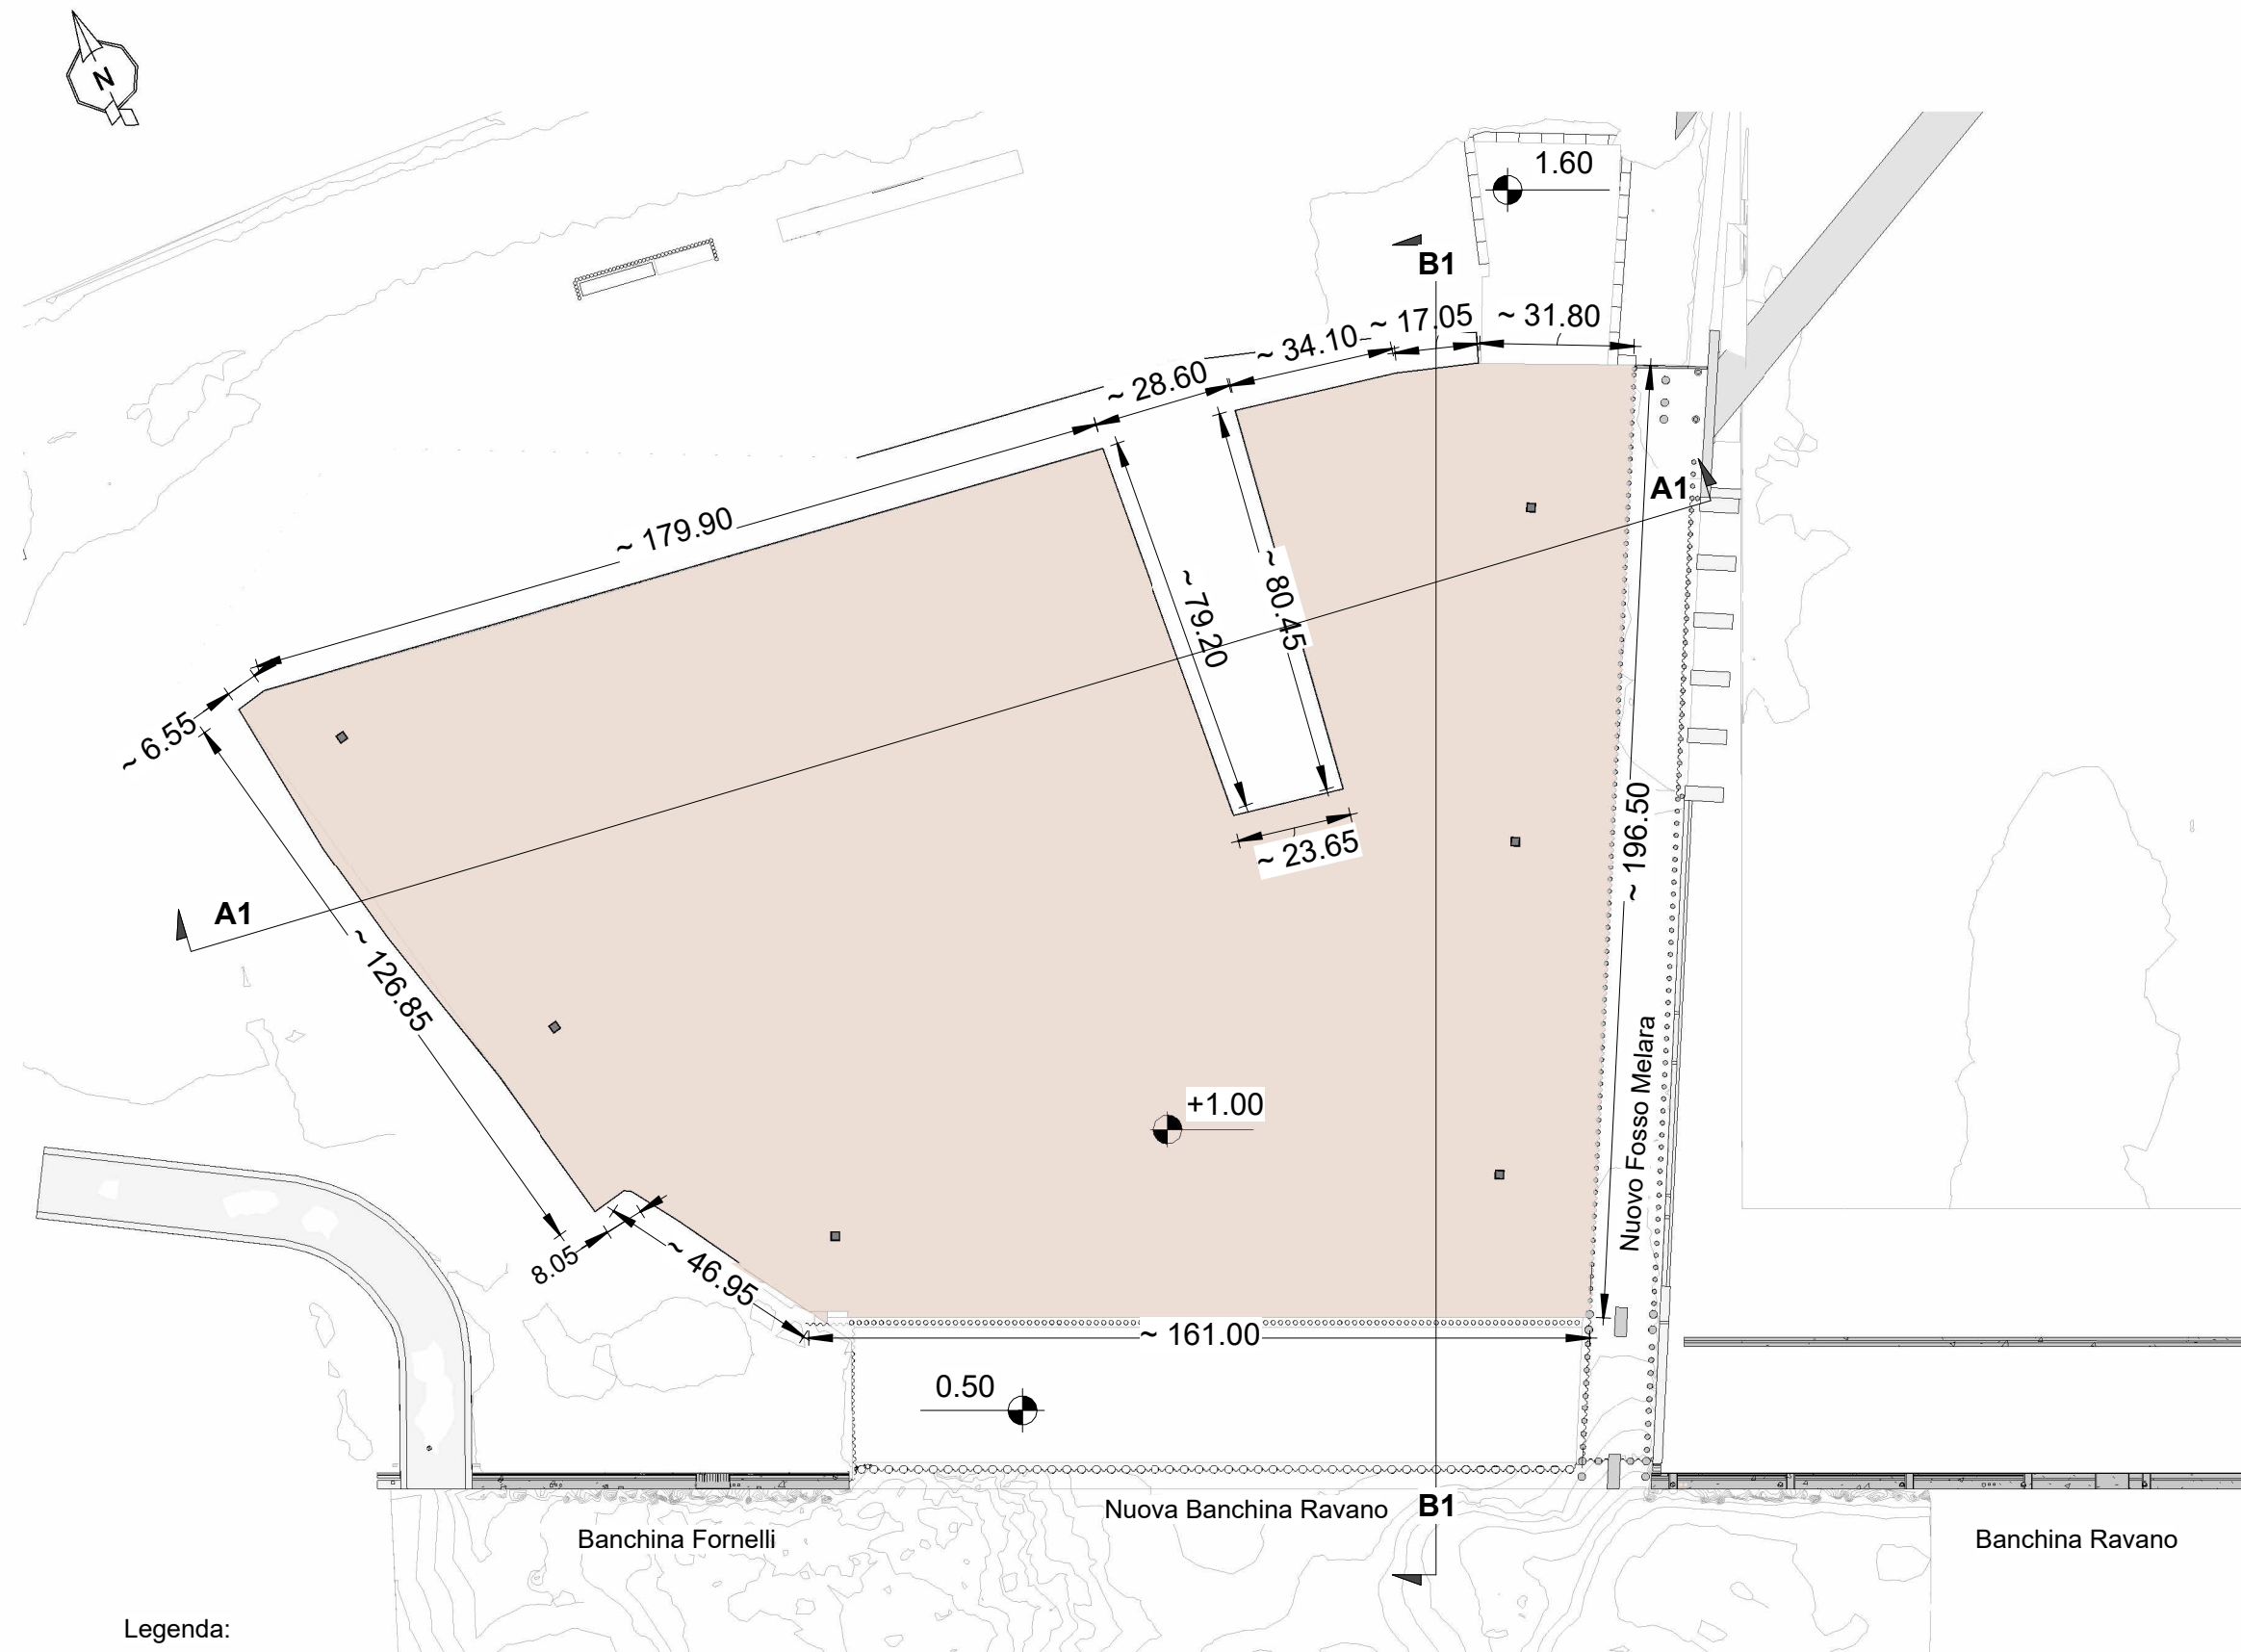 N
1.60
B1
~ 17.05
~ 31.80
~ 34.10
~ 28.60
~ 179.90
A1
~ 79.20
~ 80.45
~ 6.55
~ 196.50
~ 23.65
A1
~ 126.85
+1.00
Nuovo Fosso Melara
8.05
~ 46.95
~ 161.00
0.50
Nuova Banchina Ravano
B1
Banchina Fornelli
Banchina Ravano
Legenda: